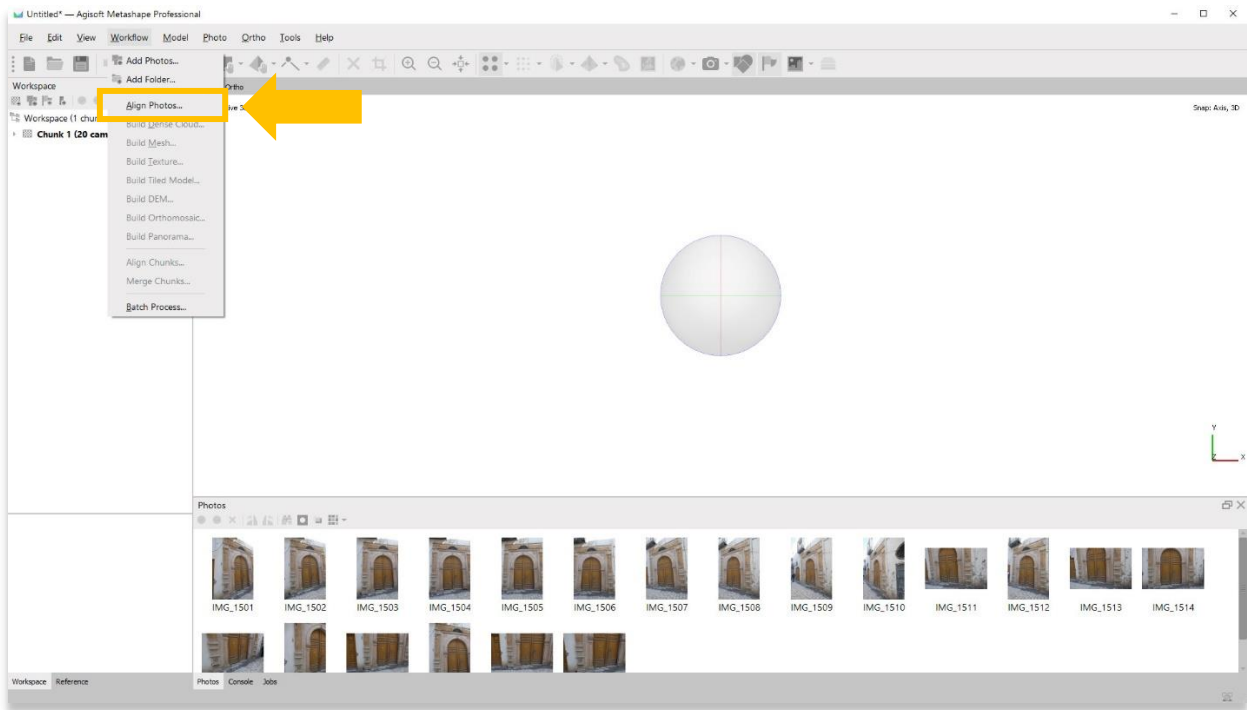 Untitled* — Agisoft Metashape Professional
File Edit View Workflow Model Photo Ortho Tools Help
Add Photos...
Add Folder...
Align Photos...
Build Dense Cloud...
Build Mesh...
Build Texture...
Build Tiled Model...
Build DEM...
Build Orthomosaic...
Build Panorama...
Align Chunks...
Merge Chunks...
Batch Process...
Workspace
Workspace (1 chun
Chunk 1 (20 cam
Ortho
Snap: Axis, 3D
Y
Z X
Photos
IMG_1501 IMG_1502 IMG_1503 IMG_1504 IMG_1505 IMG_1506 IMG_1507 IMG_1508 IMG_1509 IMG_1510 IMG_1511 IMG_1512 IMG_1513 IMG_1514
Workspace Reference
Photos Console Jobs